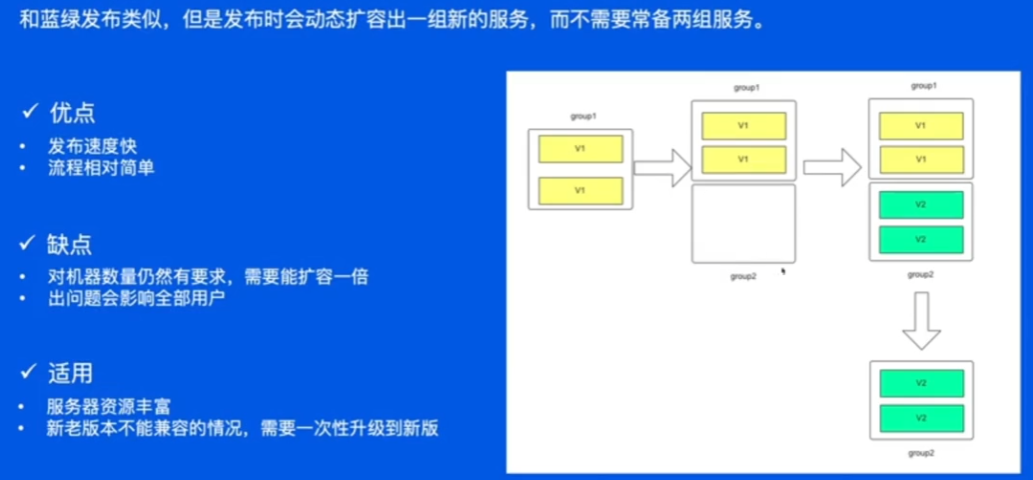 和蓝绿发布类似，但是发布时会动态扩容出一组新的服务，而不需要常备两组服务。
✓ 优点
• 发布速度快
• 流程相对简单
✓ 缺点
• 对机器数量仍然有要求，需要能扩容一倍
• 出问题会影响全部用户
✓ 适用
• 服务器资源丰富
• 新老版本不能兼容的情况，需要一次性升级到新版
group1
V1
V1
group1
V1
V1
group2
group1
V1
V1
V2
V2
group2
V2
V2
group2